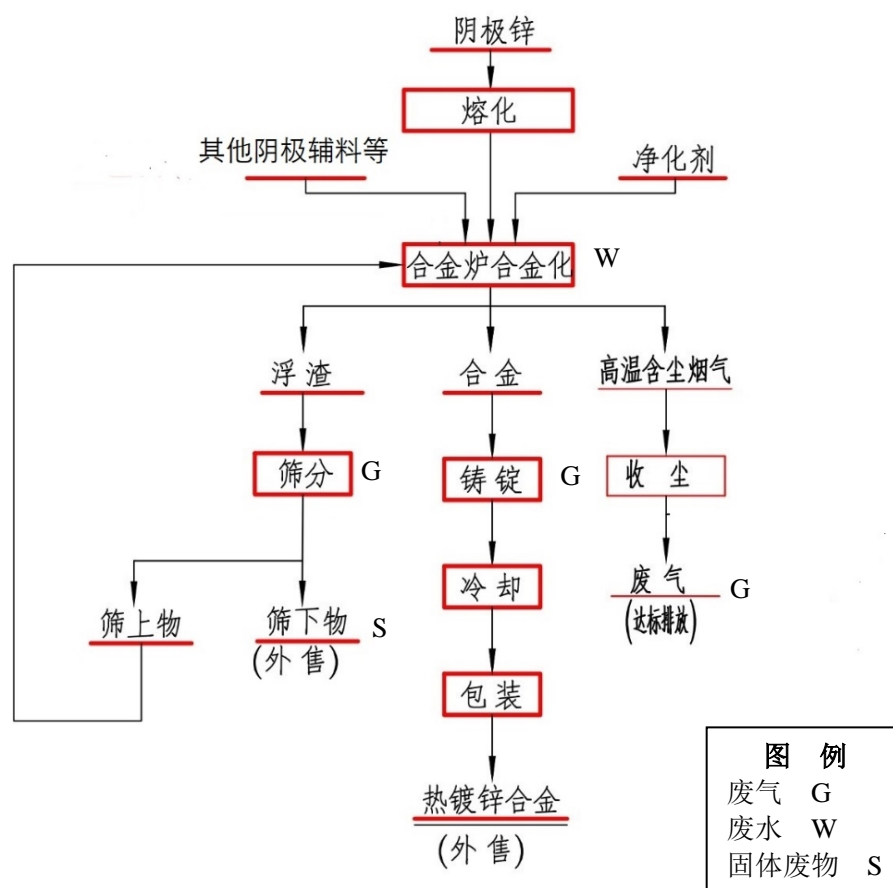 阴极锌
熔化
其他阴极辅料等
净化剂
合金炉合金化 W
浮渣
合金
高温含尘烟气
筛分 G
铸锭 G
收尘
冷却
废气 G
(达标排放)
筛上物
筛下物 S
(外售)
包装
热镀锌合金
(外售)
图 例
废气 G
废水 W
固体废物 S